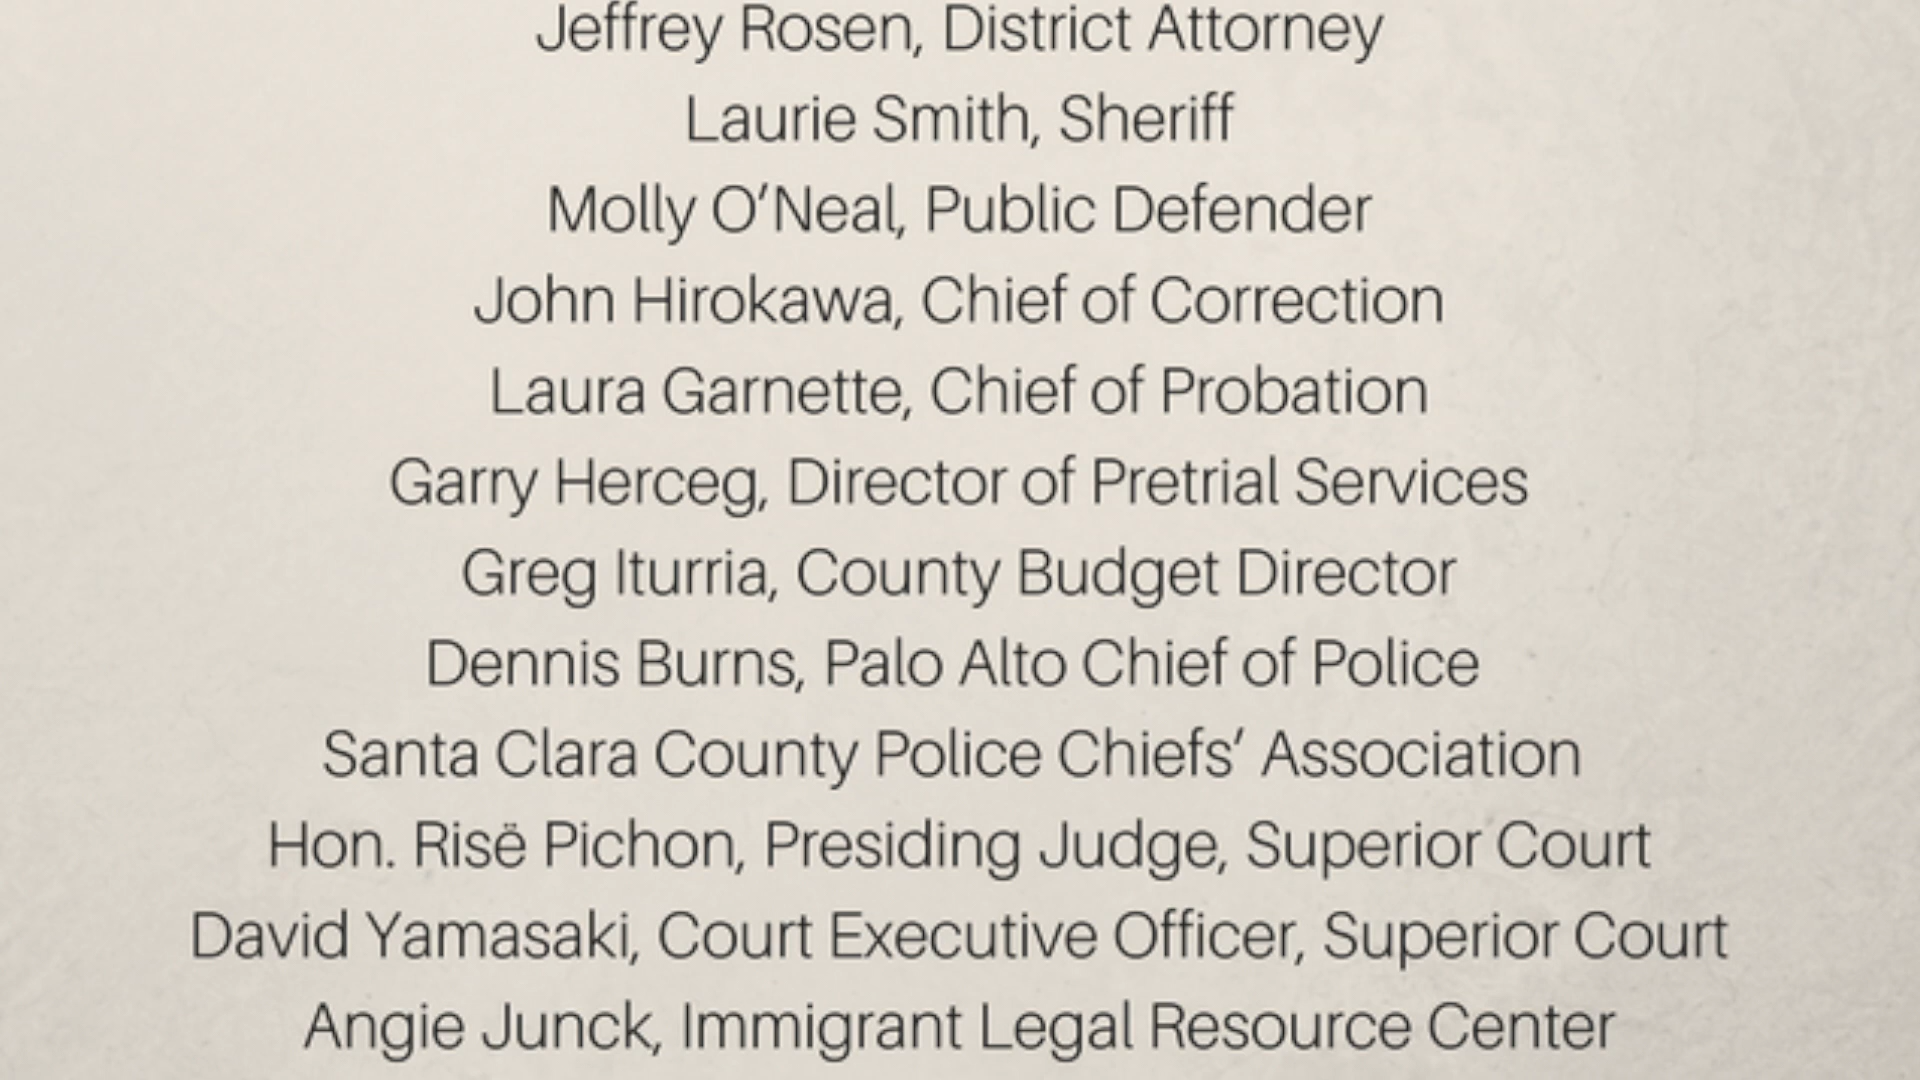 Jeffrey Rosen, District Attorney
Laurie Smith, Sheriff
Molly O’Neal, Public Defender
John Hirokawa, Chief of Correction
Laura Garnette, Chief of Probation
Garry Herceg, Director of Pretrial Services
Greg Iturria, County Budget Director
Dennis Burns, Palo Alto Chief of Police
Santa Clara County Police Chiefs’ Association
Hon. Risë Pichon, Presiding Judge, Superior Court
David Yamasaki, Court Executive Officer, Superior Court
Angie Junck, Immigrant Legal Resource Center